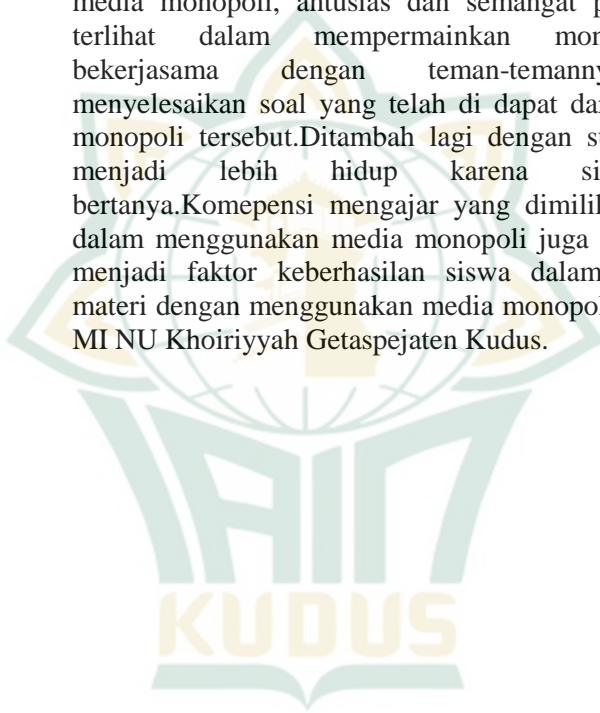 media monopoli, antusias dan semangat
terlihat dalam mempermainkan
bekerjasama dengan
menyelesaikan soal yang telah di dapat
monopoli tersebut.Ditambah lagi dengan
menjadi lebih hidup karena
bertanya.Komepensi mengajar yang
dalam menggunakan media monopoli juga
menjadi faktor keberhasilan siswa dalam
materi dengan menggunakan media
MI NU Khoiriyyah Getaspejaten Kudus.
IAIN
KUDUS